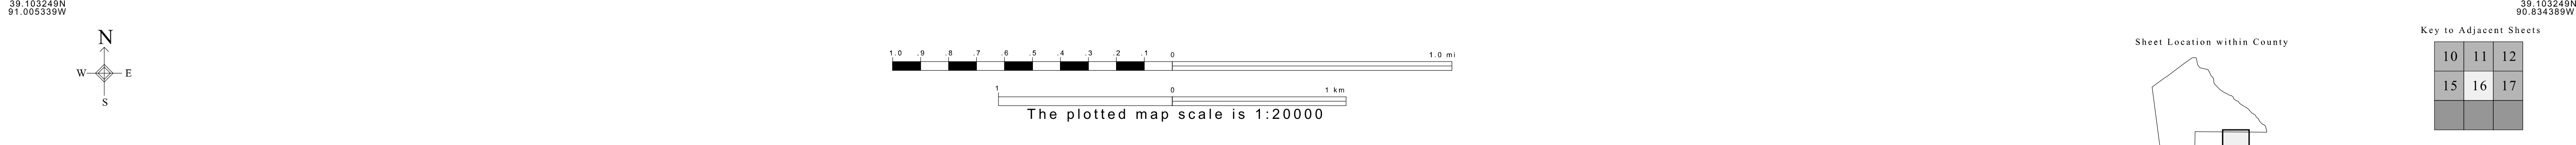 39.103249N
91.005339W
N
W E
S
1.0 .9 .8 .7 .6 .5 .4 .3 .2 .1 0 1.0 mi
1 0 1 km
The plotted map scale is 1:20000
Sheet Location within County
39.103249N
90.834389W
Key to Adjacent Sheets
10 11 12
15 16 17